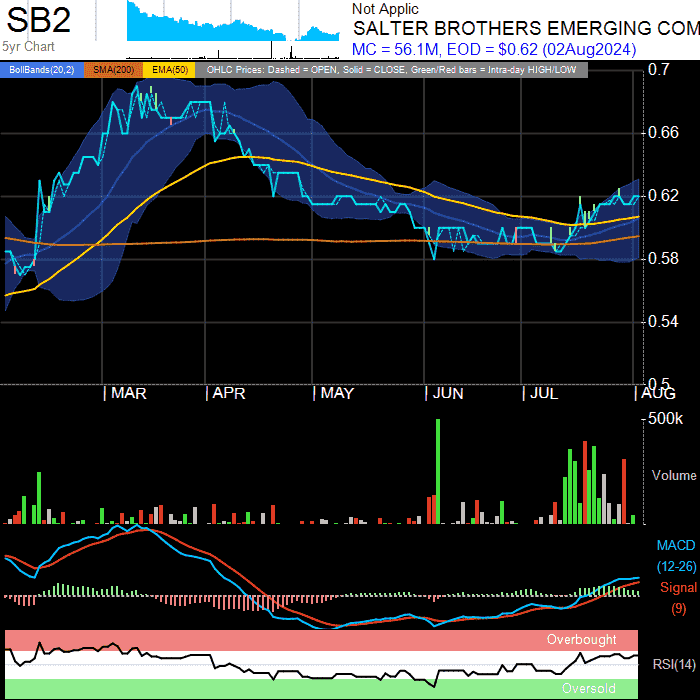 SB2
5yr Chart
Not Applic
SALTER BROTHERS EMERGING COM
MC = 56.1M, EOD = $0.62 (02Aug2024)
BollBands(20,2) SMA(200) EMA(50) OHLC Prices: Dashed = OPEN, Solid = CLOSE, Green/Red bars = Intra-day HIGH/LOW
0.7
0.66
0.62
0.58
0.54
0.5
MAR APR MAY JUN JUL AUG
500k
Volume
MACD
(12-26)
Signal
(9)
Overbought
RSI(14)
Oversold